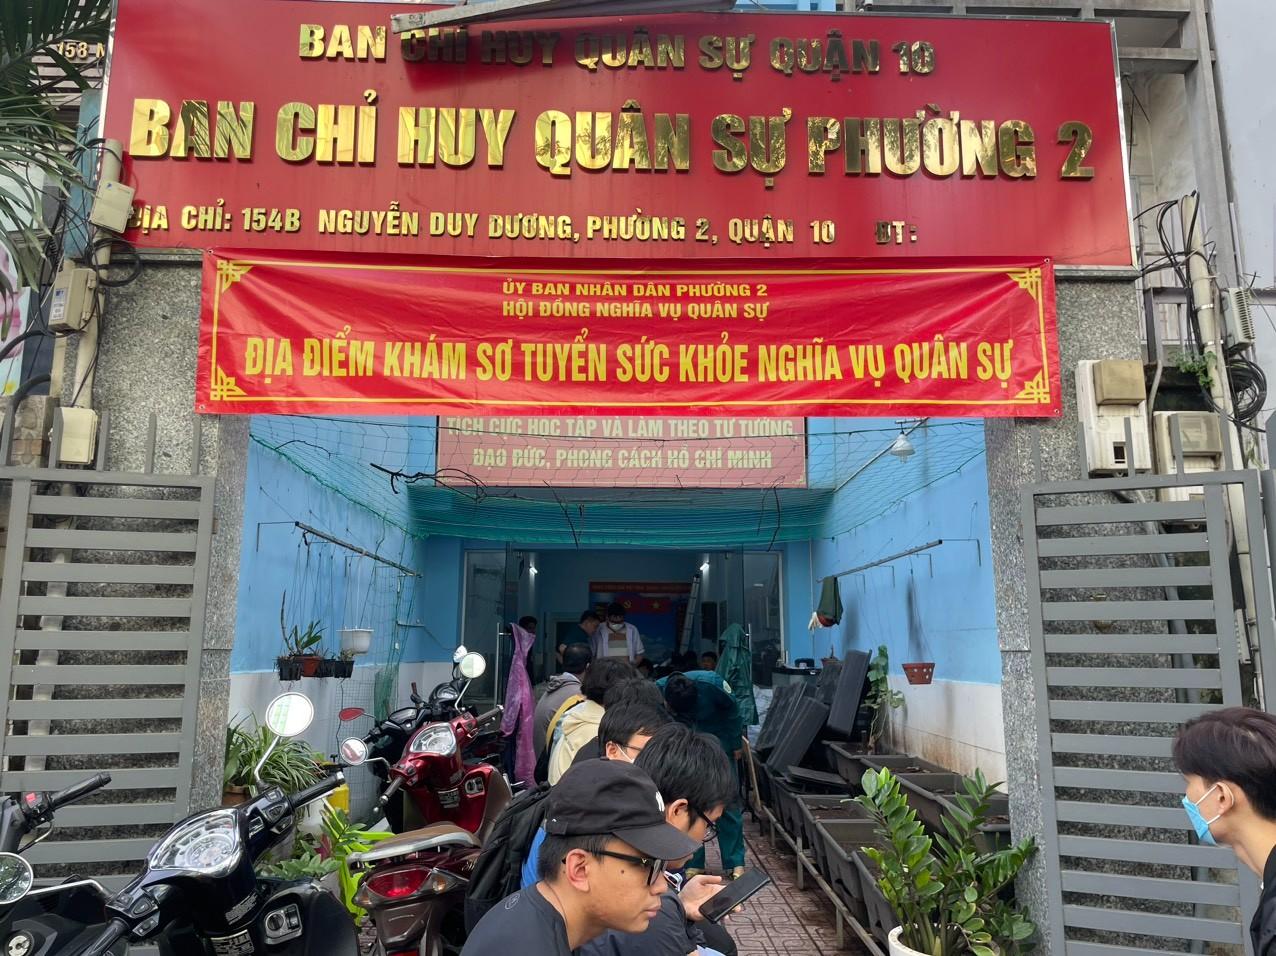 BAN CHỈ HUY QUÂN SỰ QUẬN 10
BAN CHỈ HUY QUÂN SỰ PHƯỜNG 2
ĐỊA CHỈ: 154B NGUYỄN DUY DƯƠNG, PHƯỜNG 2, QUẬN 10 ĐT:
ỦY BAN NHÂN DÂN PHƯỜNG 2
HỘI ĐỒNG NGHĨA VỤ QUÂN SỰ
ĐỊA ĐIỂM KHÁM SƠ TUYỂN SỨC KHỎE NGHĨA VỤ QUÂN SỰ
TÍCH CỰC HỌC TẬP VÀ LÀM THEO TƯ TƯỞNG,
ĐẠO ĐỨC, PHONG CÁCH HỒ CHÍ MINH